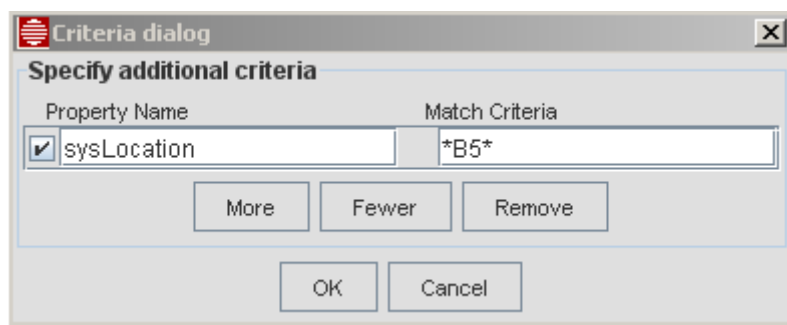 Criteria dialog
Specify additional criteria
Property Name Match Criteria
sysLocation *B5*
More Fewer Remove
OK Cancel